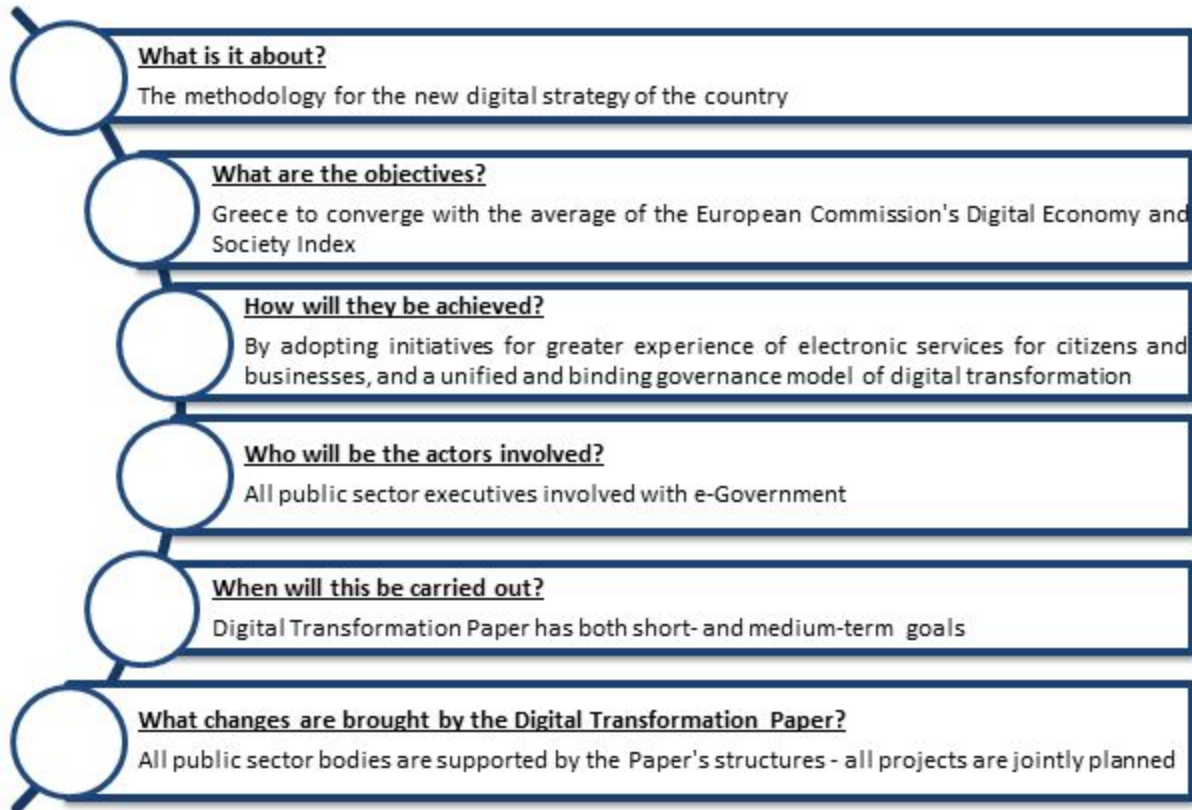 What is it about?
The methodology for the new digital strategy of the country
What are the objectives?
Greece to converge with the average of the European Commission's Digital Economy and
Society Index
How will they be achieved?
By adopting initiatives for greater experience of electronic services for citizens and
businesses, and a unified and binding governance model of digital transformation
Who will be the actors involved?
All public sector executives involved with e-Government
When will this be carried out?
Digital Transformation Paper has both short- and medium-term goals
What changes are brought by the Digital Transformation Paper?
All public sector bodies are supported by the Paper's structures - all projects are jointly planned